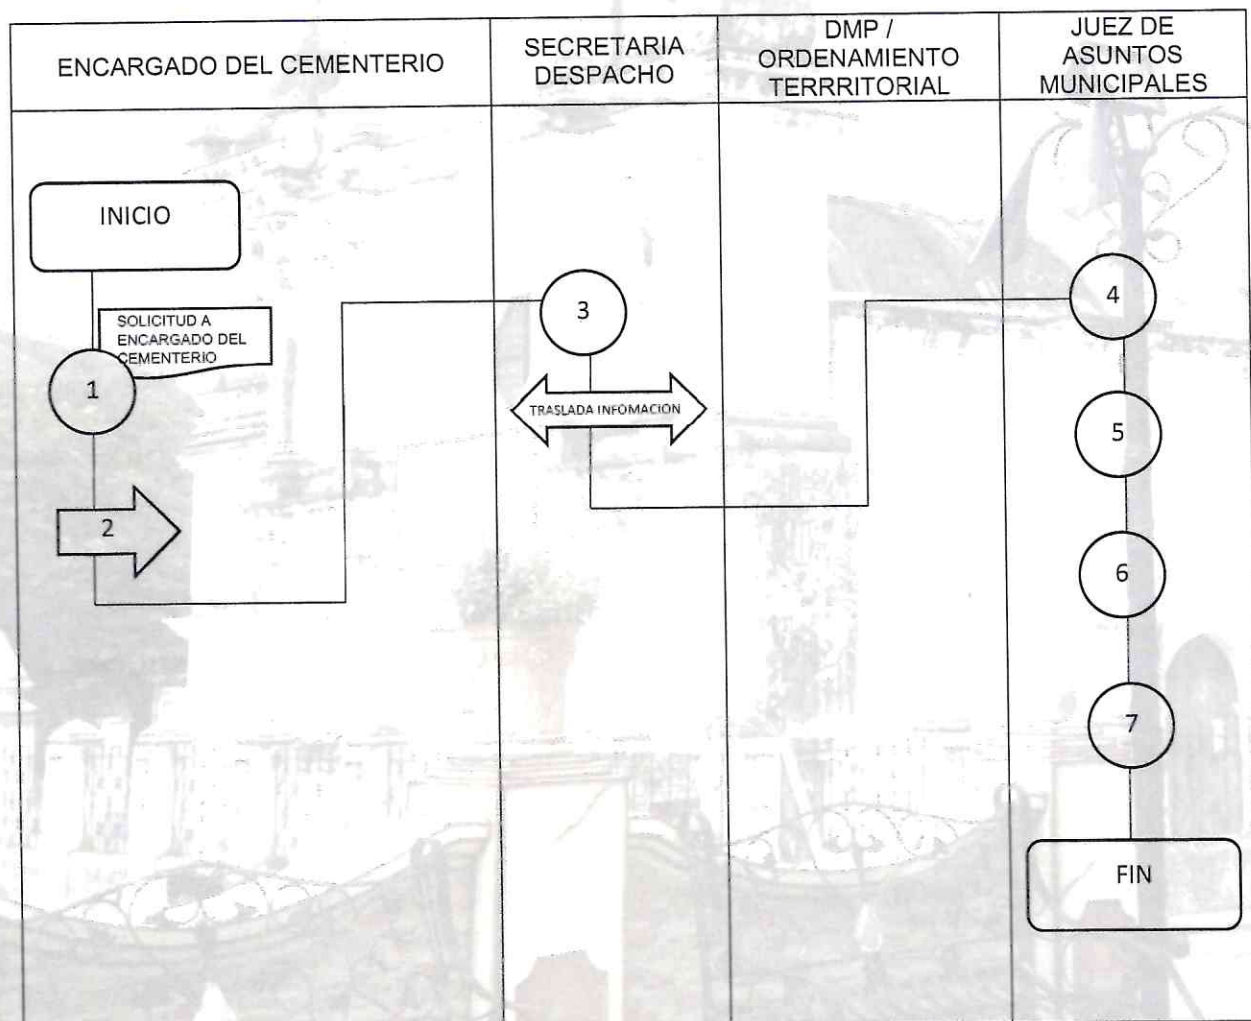 ENCARGADO DEL CEMENTERIO
SECRETARIA
DESPACHO
DMP /
ORDENAMIENTO
TERRRITORIAL
JUEZ DE
ASUNTOS
MUNICIPALES
INICIO
SOLICITUD A
ENCARGADO DEL
CEMENTERIO
1
2
3
TRASLADA INFOMACION
4
5
6
7
FIN